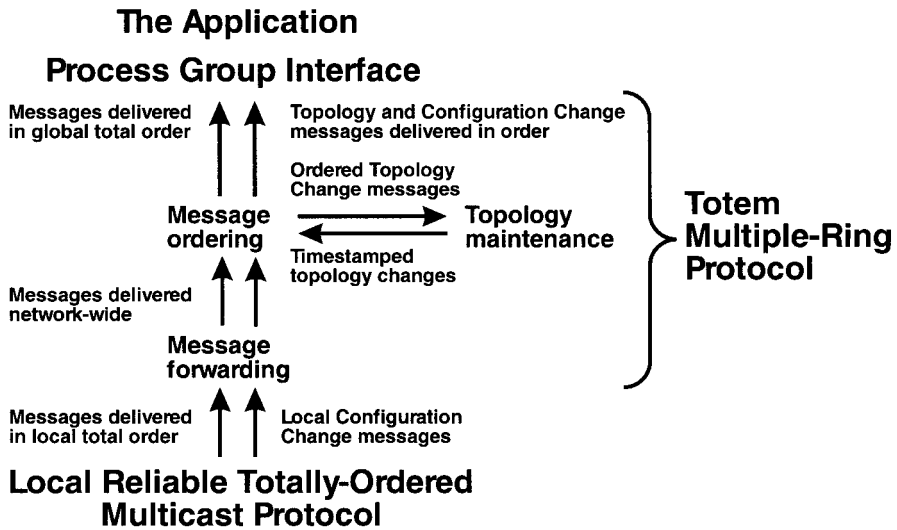 The Application
Process Group Interface
Messages delivered
in global total order
Topology and Configuration Change
messages delivered in order
Ordered Topology
Change messages
Message
ordering
Topology
maintenance
Totem
Multiple-Ring
Protocol
Timestamped
topology changes
Messages delivered
network-wide
Message
forwarding
Messages delivered
in local total order
Local Configuration
Change messages
Local Reliable Totally-Ordered
Multicast Protocol